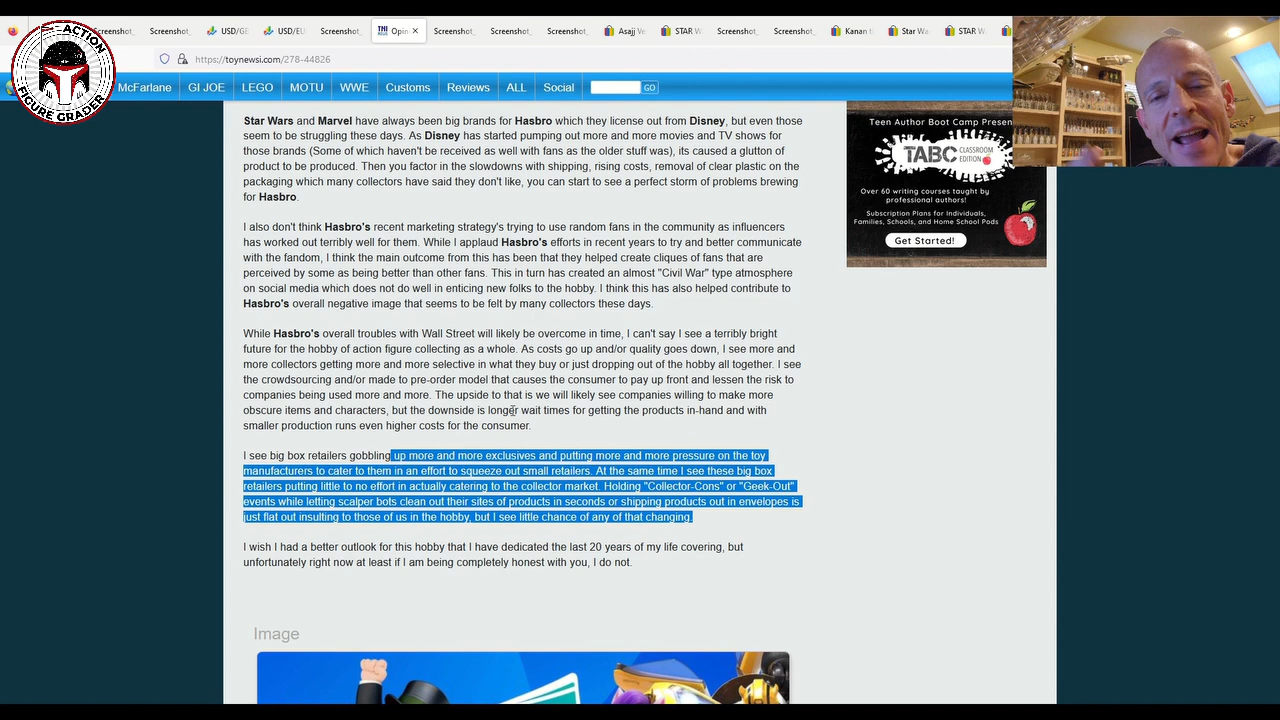 ACTION
FIGURE GRADER
Screenshot_
Screenshot_
USD/GB
USD/EU
Screenshot_
TNI
Opin
Screenshot_
Screenshot_
Screenshot_
Asajj Ve
STAR W
Screenshot_
Screenshot_
Kanan t
Star Wa
STAR W
https://toynewsi.com/278-44826
McFarlane
GI JOE
LEGO
MOTU
WWE
Customs
Reviews
ALL
Social
GO
Star Wars and Marvel have always been big brands for Hasbro which they license out from Disney, but even those
seem to be struggling these days. As Disney has started pumping out more and more movies and TV shows for
those brands (Some of which haven't be received as well with fans as the older stuff was), its caused a glutton of
product to be produced. Then you factor in the slowdowns with shipping, rising costs, removal of clear plastic on the
packaging which many collectors have said they don't like, you can start to see a perfect storm of problems brewing
for Hasbro.
I also don't think Hasbro's recent marketing strategy's trying to use random fans in the community as influencers
has worked out terribly well for them. While I applaud Hasbro's efforts in recent years to try and better communicate
with the fandom, I think the main outcome from this has been that they helped create cliques of fans that are
perceived by some as being better than other fans. This in turn has created an almost "Civil War" type atmosphere
on social media which does not do well in enticing new folks to the hobby. I think this has also helped contribute to
Hasbro's overall negative image that seems to be felt by many collectors these days.
While Hasbro's overall troubles with Wall Street will likely be overcome in time, I can't say I see a terribly bright
future for the hobby of action figure collecting as a whole. As costs go up and/or quality goes down, I see more and
more collectors getting more and more selective in what they buy or just dropping out of the hobby all together. I see
the crowdsourcing and/or made to pre-order model that causes the consumer to pay up front and lessen the risk to
companies being used more and more. The upside to that is we will likely see companies willing to make more
obscure items and characters, but the downside is longer wait times for getting the products in-hand and with
smaller production runs even higher costs for the consumer.
I see big box retailers gobbling up more and more exclusives and putting more and more pressure on the toy
manufacturers to cater to them in an effort to squeeze out small retailers. At the same time I see these big box
retailers putting little to no effort in actually catering to the collector market. Holding "Collector-Cons" or "Geek-Out"
events while letting scalper bots clean out their sites of products in seconds or shipping products out in envelopes is
just flat out insulting to those of us in the hobby, but I see little chance of any of that changing.
I wish I had a better outlook for this hobby that I have dedicated the last 20 years of my life covering, but
unfortunately right now at least if I am being completely honest with you, I do not.
Image
Teen Author Boot Camp Presen
TABC
CLASSROOM
EDITION
Over 60 writing courses taught by
professional authors!
Subscription Plans for Individuals,
Families, Schools, and Home School Pods
Get Started!